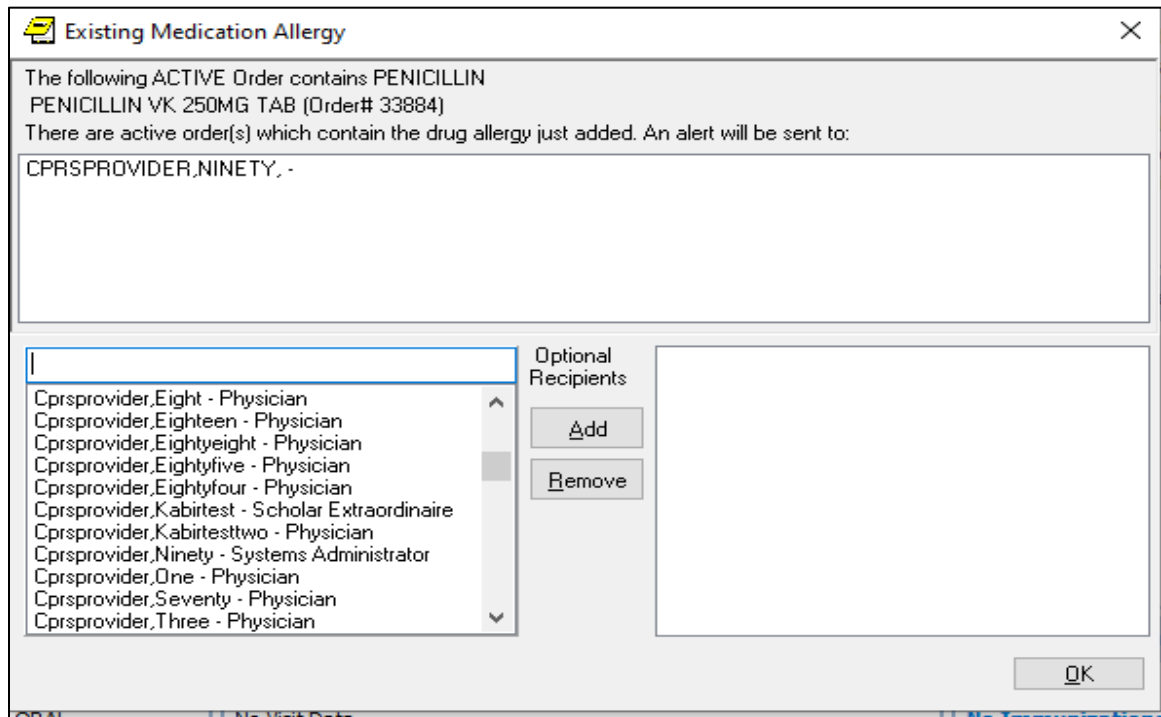 Existing Medication Allergy
The following ACTIVE Order contains PENICILLIN
PENICILLIN VK 250MG TAB (Order# 33884)
There are active order(s) which contain the drug allergy just added. An alert will be sent to:
CPRSPROVIDER,NINETY, -
Optional
Recipients
Cprsprovider,Eight - Physician
Cprsprovider,Eighteen - Physician
Cprsprovider,Eightyeight - Physician
Cprsprovider,Eightyfive - Physician
Cprsprovider,Eightyfour - Physician
Cprsprovider,Kabirtest - Scholar Extraordinaire
Cprsprovider,Kabirtesttwo - Physician
Cprsprovider,Ninety - Systems Administrator
Cprsprovider,One - Physician
Cprsprovider,Seventy - Physician
Cprsprovider,Three - Physician
Add
Remove
OK
No Visit Data